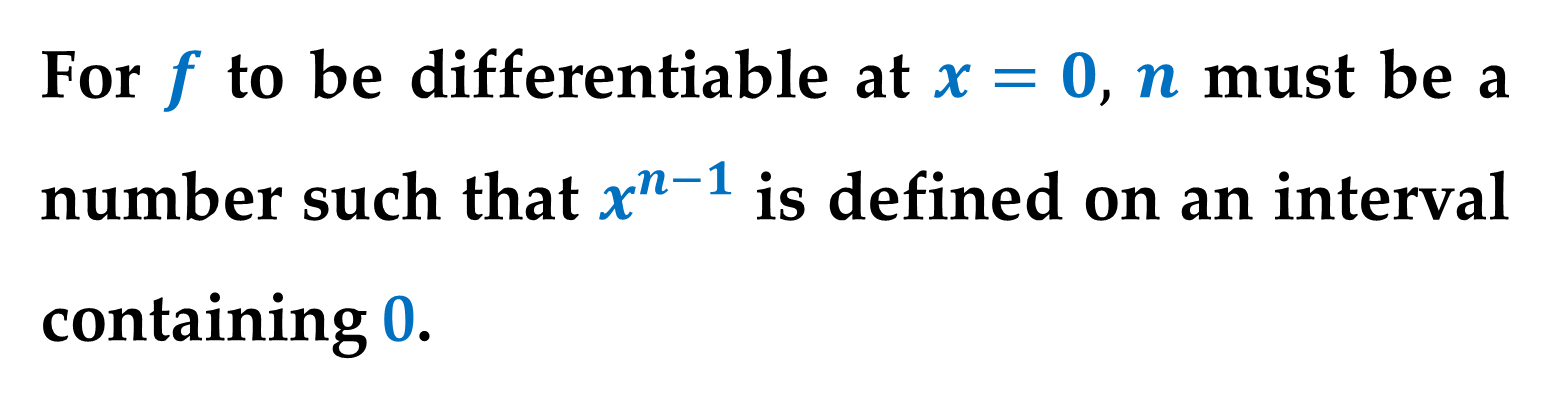 For f to be differentiable at x = 0, n must be a
number such that xⁿ⁻¹ is defined on an interval
containing 0.